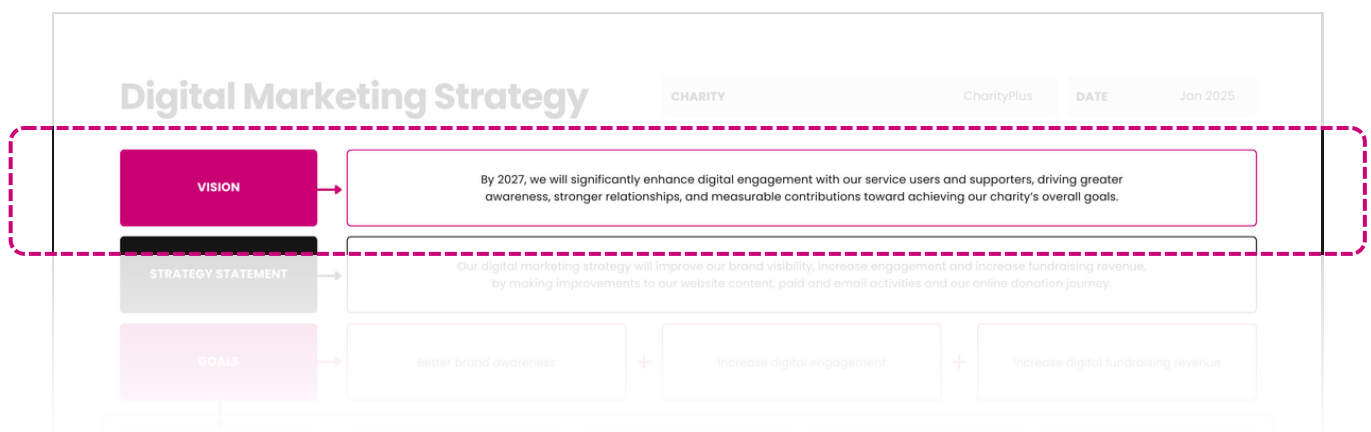 Digital Marketing Strategy
CHARITY CharityPlus DATE Jan 2025
VISION
By 2027, we will significantly enhance digital engagement with our service users and supporters, driving greater
awareness, stronger relationships, and measurable contributions toward achieving our charity's overall goals.
STRATEGY STATEMENT
Our digital marketing strategy will improve our brand visibility, increase engagement and increase fundraising revenue,
by making improvements to our website content, paid and email activities and our online donation journey.
GOALS
Better brand awareness + Increase digital engagement + Increase digital fundraising revenue